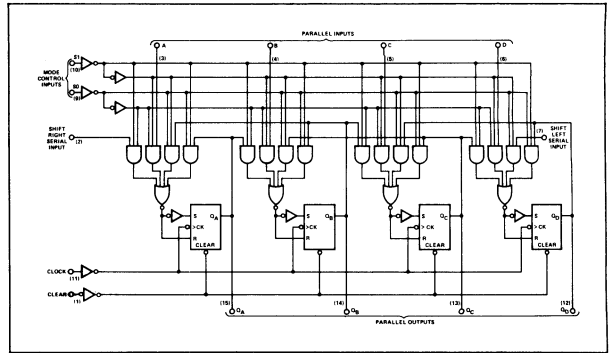 PARALLEL INPUTS
A B C D
(3) (4) (5) (6)
S1
(10)
MODE
CONTROL
INPUTS
S0
(9)
SHIFT
RIGHT
SERIAL
INPUT
(2)
(7)
SHIFT
LEFT
SERIAL
INPUT
S QA S QB S QC S QD
>CK >CK >CK >CK
R R R R
CLEAR CLEAR CLEAR CLEAR
CLOCK
(11)
CLEAR
(1)
(15) (14) (13) (12)
QA QB QC QD
PARALLEL OUTPUTS